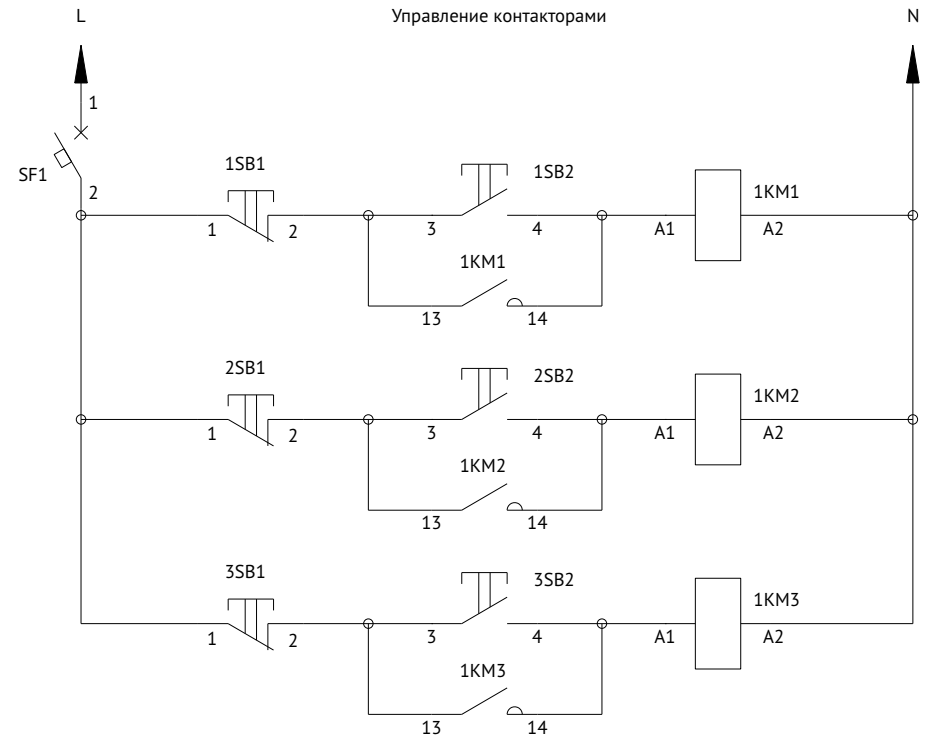 L Управление контакторами N
1
SF1
2
1SB1 1SB2 1KM1
1 2 3 4 A1 A2
1KM1
13 14
2SB1 2SB2 1KM2
1 2 3 4 A1 A2
1KM2
13 14
3SB1 3SB2 1KM3
1 2 3 4 A1 A2
1KM3
13 14